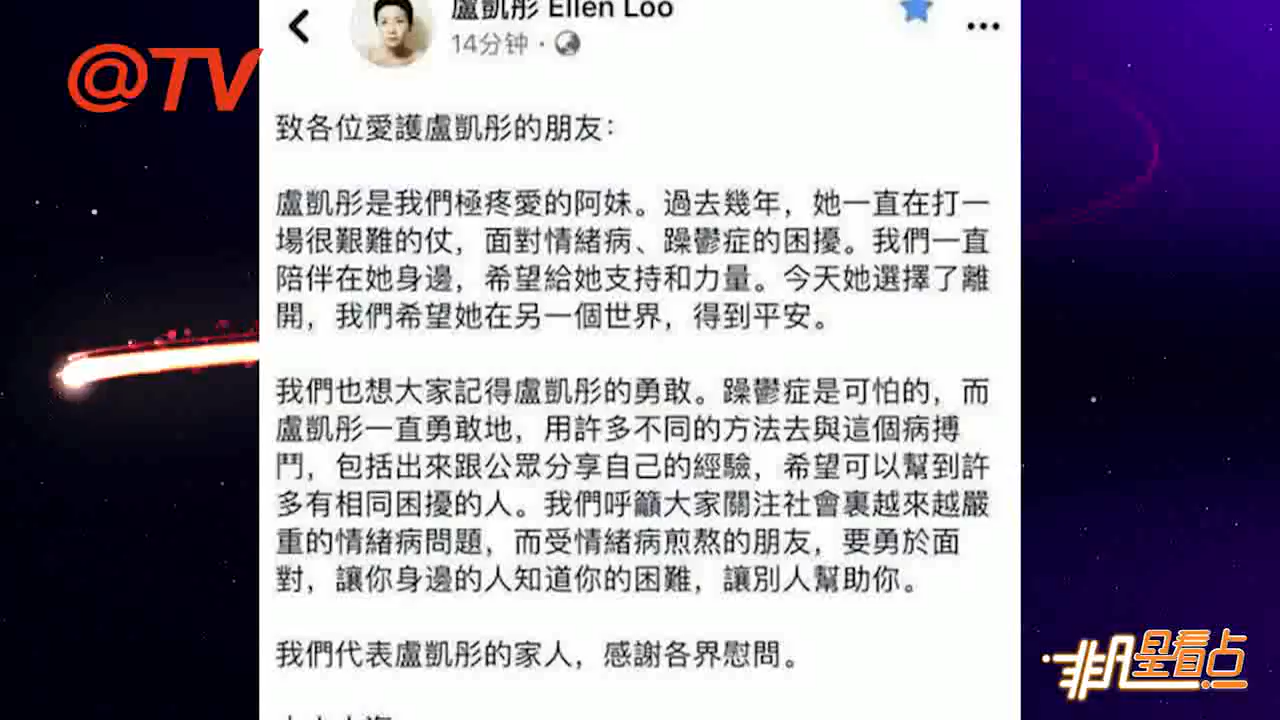 盧凱彤 Ellen Loo
14分钟
@TV
致各位愛護盧凱彤的朋友：
盧凱彤是我們極疼愛的阿妹。過去幾年，她一直在打一
場很艱難的仗，面對情緒病、躁鬱症的困擾。我們一直
陪伴在她身邊，希望給她支持和力量。今天她選擇了離
開，我們希望她在另一個世界，得到平安。
我們也想大家記得盧凱彤的勇敢。躁鬱症是可怕的，而
盧凱彤一直勇敢地，用許多不同的方法去與這個病搏
鬥，包括出來跟公眾分享自己的經驗，希望可以幫到許
多有相同困擾的人。我們呼籲大家關注社會裏越來越嚴
重的情緒病問題，而受情緒病煎熬的朋友，要勇於面
對，讓你身邊的人知道你的困難，讓別人幫助你。
我們代表盧凱彤的家人，感謝各界慰問。
非凡星看点